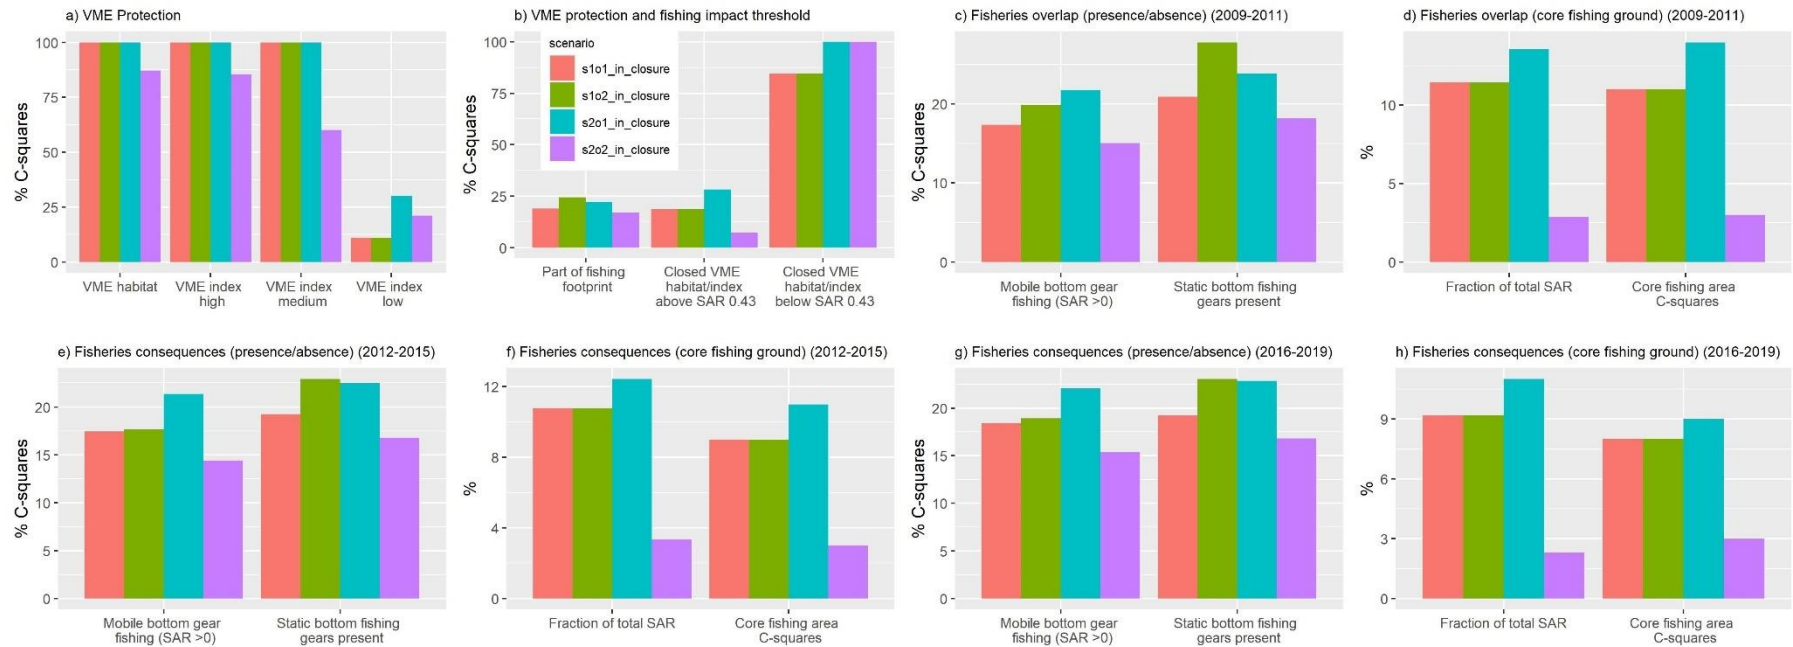 a) VME Protection
% C-squares
100
75
50
25
0
VME habitat
VME index
high
VME index
medium
VME index
low
b) VME protection and fishing impact threshold
% C-squares
100
75
50
25
0
scenario
s1o1_in_closure
s1o2_in_closure
s2o1_in_closure
s2o2_in_closure
Part of fishing
footprint
Closed VME
habitat/index
above SAR 0.43
Closed VME
habitat/index
below SAR 0.43
c) Fisheries overlap (presence/absence) (2009-2011)
% C-squares
20
10
0
Mobile bottom gear
fishing (SAR >0)
Static bottom fishing
gears present
d) Fisheries overlap (core fishing ground) (2009-2011)
%
10
5
0
Fraction of total SAR
Core fishing area
C-squares
e) Fisheries consequences (presence/absence) (2012-2015)
% C-squares
20
15
10
5
0
Mobile bottom gear
fishing (SAR >0)
Static bottom fishing
gears present
f) Fisheries consequences (core fishing ground) (2012-2015)
%
12
8
4
0
Fraction of total SAR
Core fishing area
C-squares
g) Fisheries consequences (presence/absence) (2016-2019)
% C-squares
20
15
10
5
0
Mobile bottom gear
fishing (SAR >0)
Static bottom fishing
gears present
h) Fisheries consequences (core fishing ground) (2016-2019)
%
9
6
3
0
Fraction of total SAR
Core fishing area
C-squares